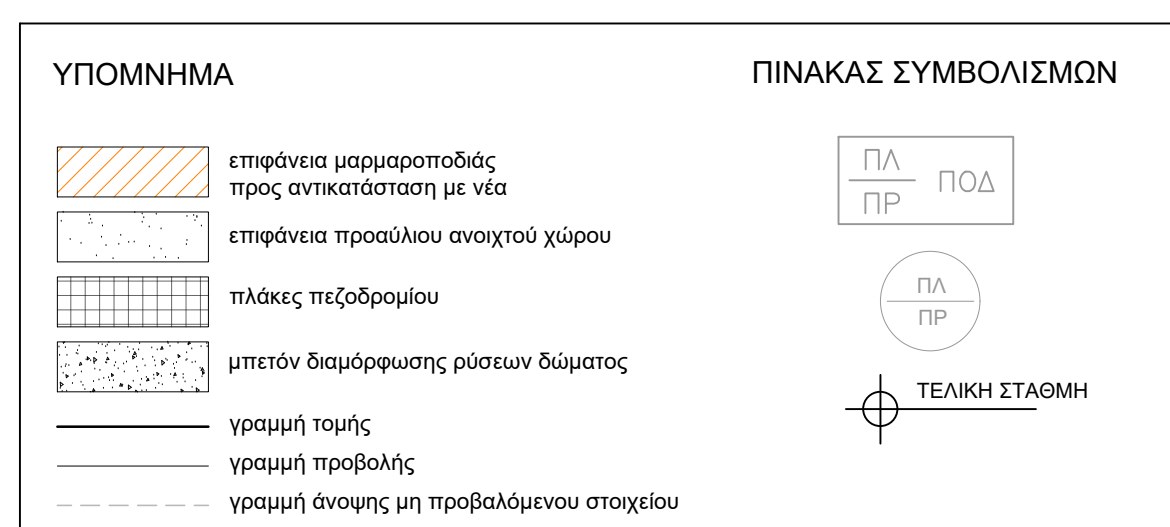 ΥΠΟΜΝΗΜΑ
επιφάνεια μαρμαροποδιάς
προς αντικατάσταση με νέα
επιφάνεια προαύλιου ανοιχτού χώρου
πλάκες πεζοδρομίου
μπετόν διαμόρφωσης ρύσεων δώματος
γραμμή τομής
γραμμή προβολής
γραμμή άνοψης μη προβαλόμενου στοιχείου
ΠΙΝΑΚΑΣ ΣΥΜΒΟΛΙΣΜΩΝ
ΠΛ
ΠΡ
ΠΟΔ
ΠΛ
ΠΡ
ΤΕΛΙΚΗ ΣΤΑΘΜΗ